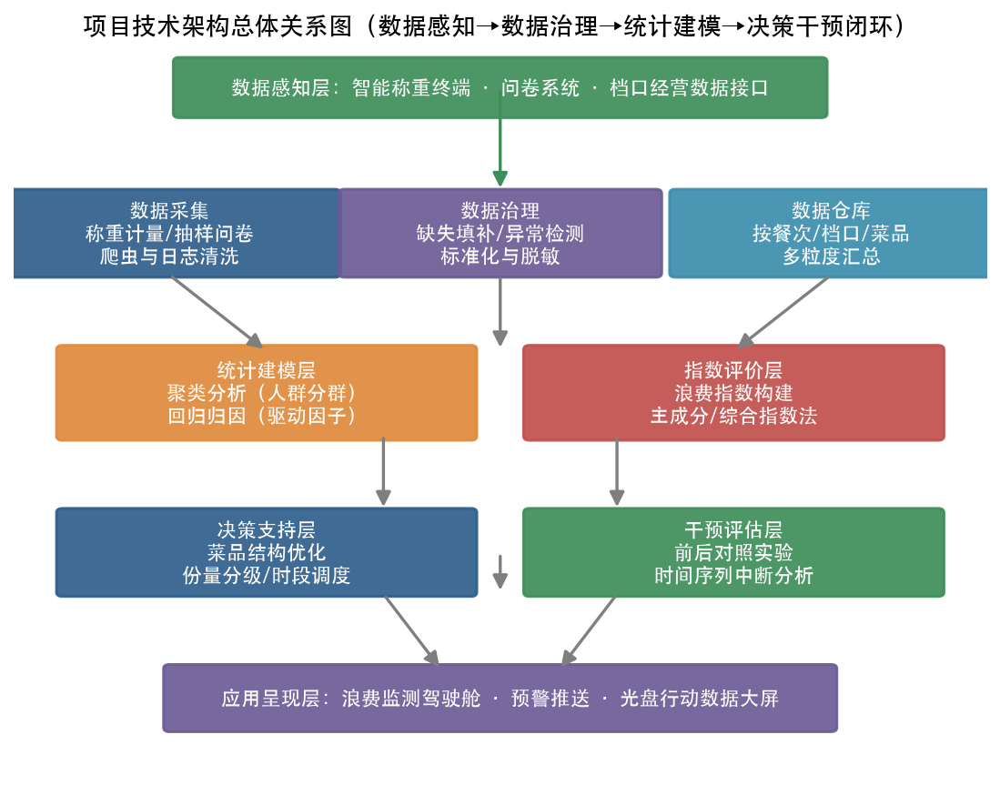 项目技术架构总体关系图（数据感知→数据治理→统计建模→决策干预闭环）
数据感知层：智能称重终端 · 问卷系统 · 档口经营数据接口
数据采集
称重计量/抽样问卷
爬虫与日志清洗
数据治理
缺失填补/异常检测
标准化与脱敏
数据仓库
按餐次/档口/菜品
多粒度汇总
统计建模层
聚类分析（人群分群）
回归归因（驱动因子）
指数评价层
浪费指数构建
主成分/综合指数法
决策支持层
菜品结构优化
份量分级/时段调度
干预评估层
前后对照实验
时间序列中断分析
应用呈现层：浪费监测驾驶舱 · 预警推送 · 光盘行动数据大屏